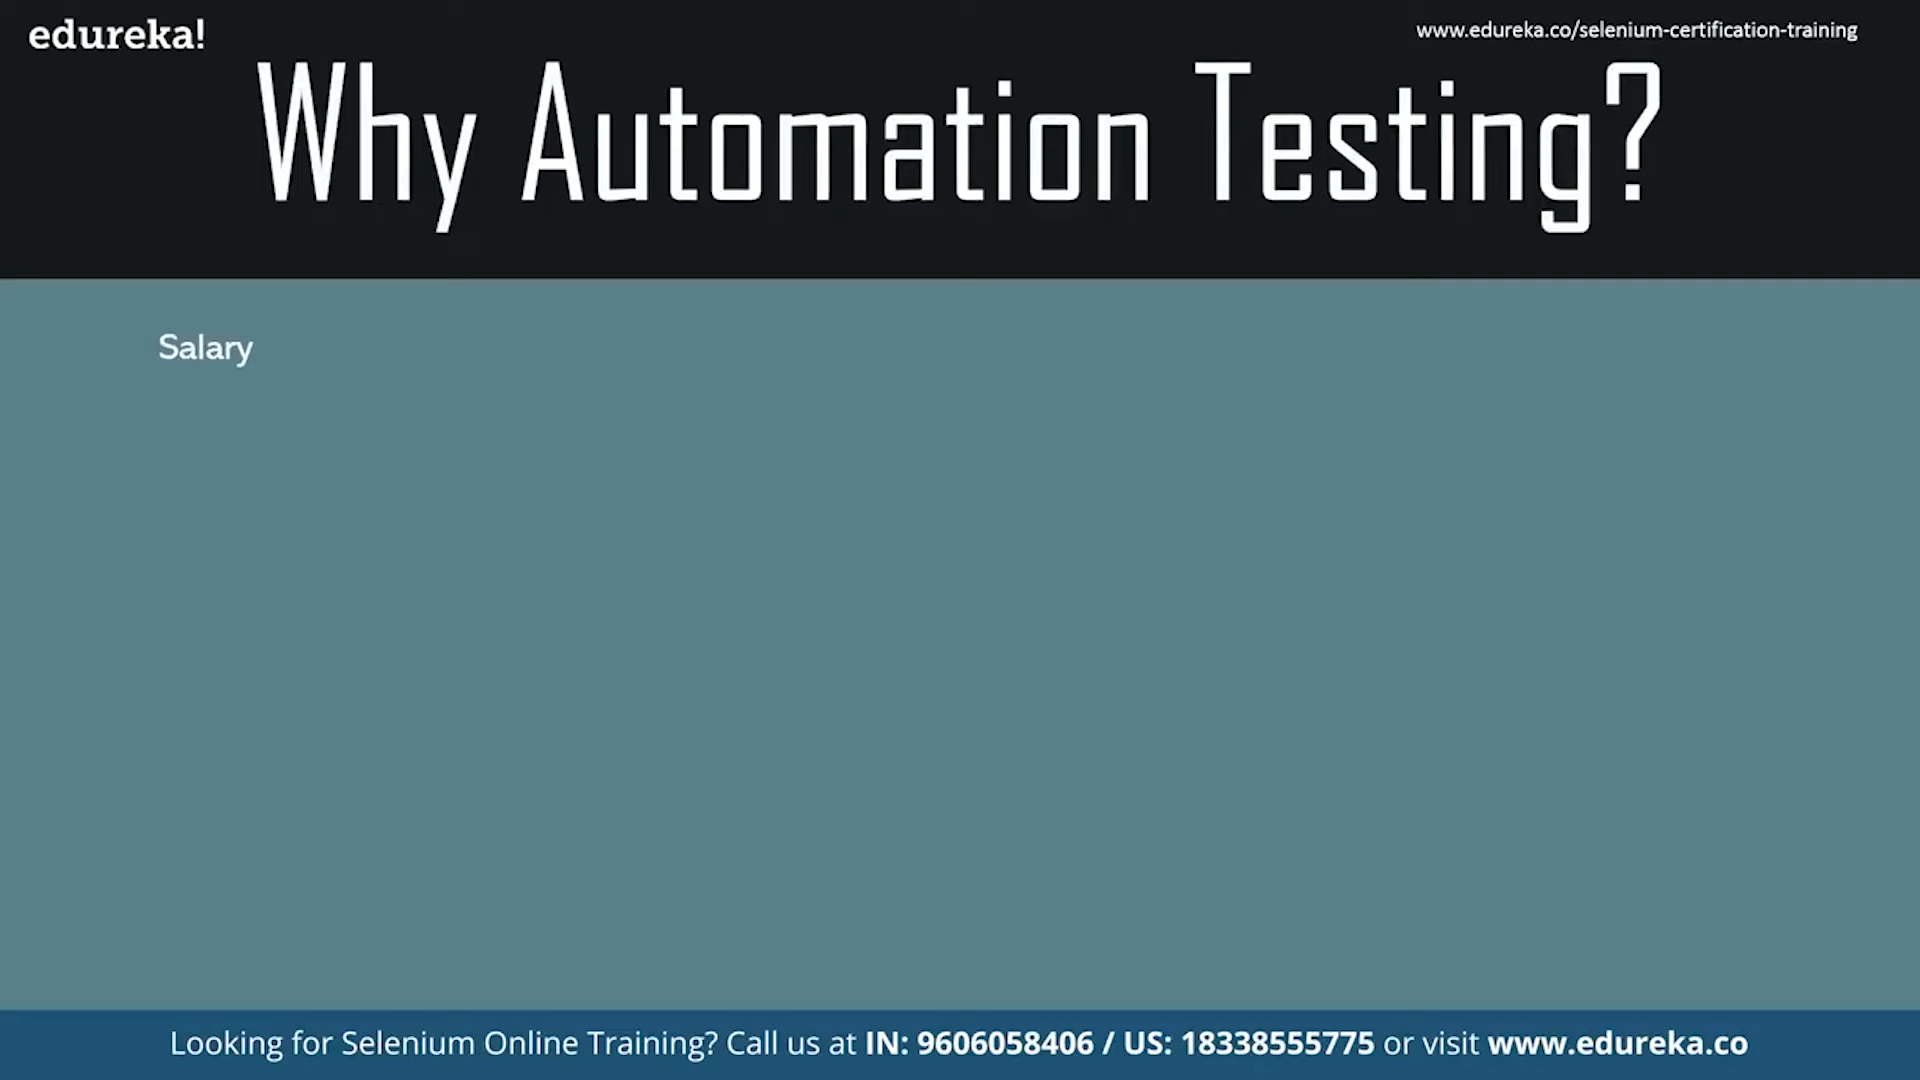 edureka!
www.edureka.co/selenium-certification-training
Why Automation Testing?
Salary
Looking for Selenium Online Training? Call us at IN: 9606058406 / US: 18338555775 or visit www.edureka.co